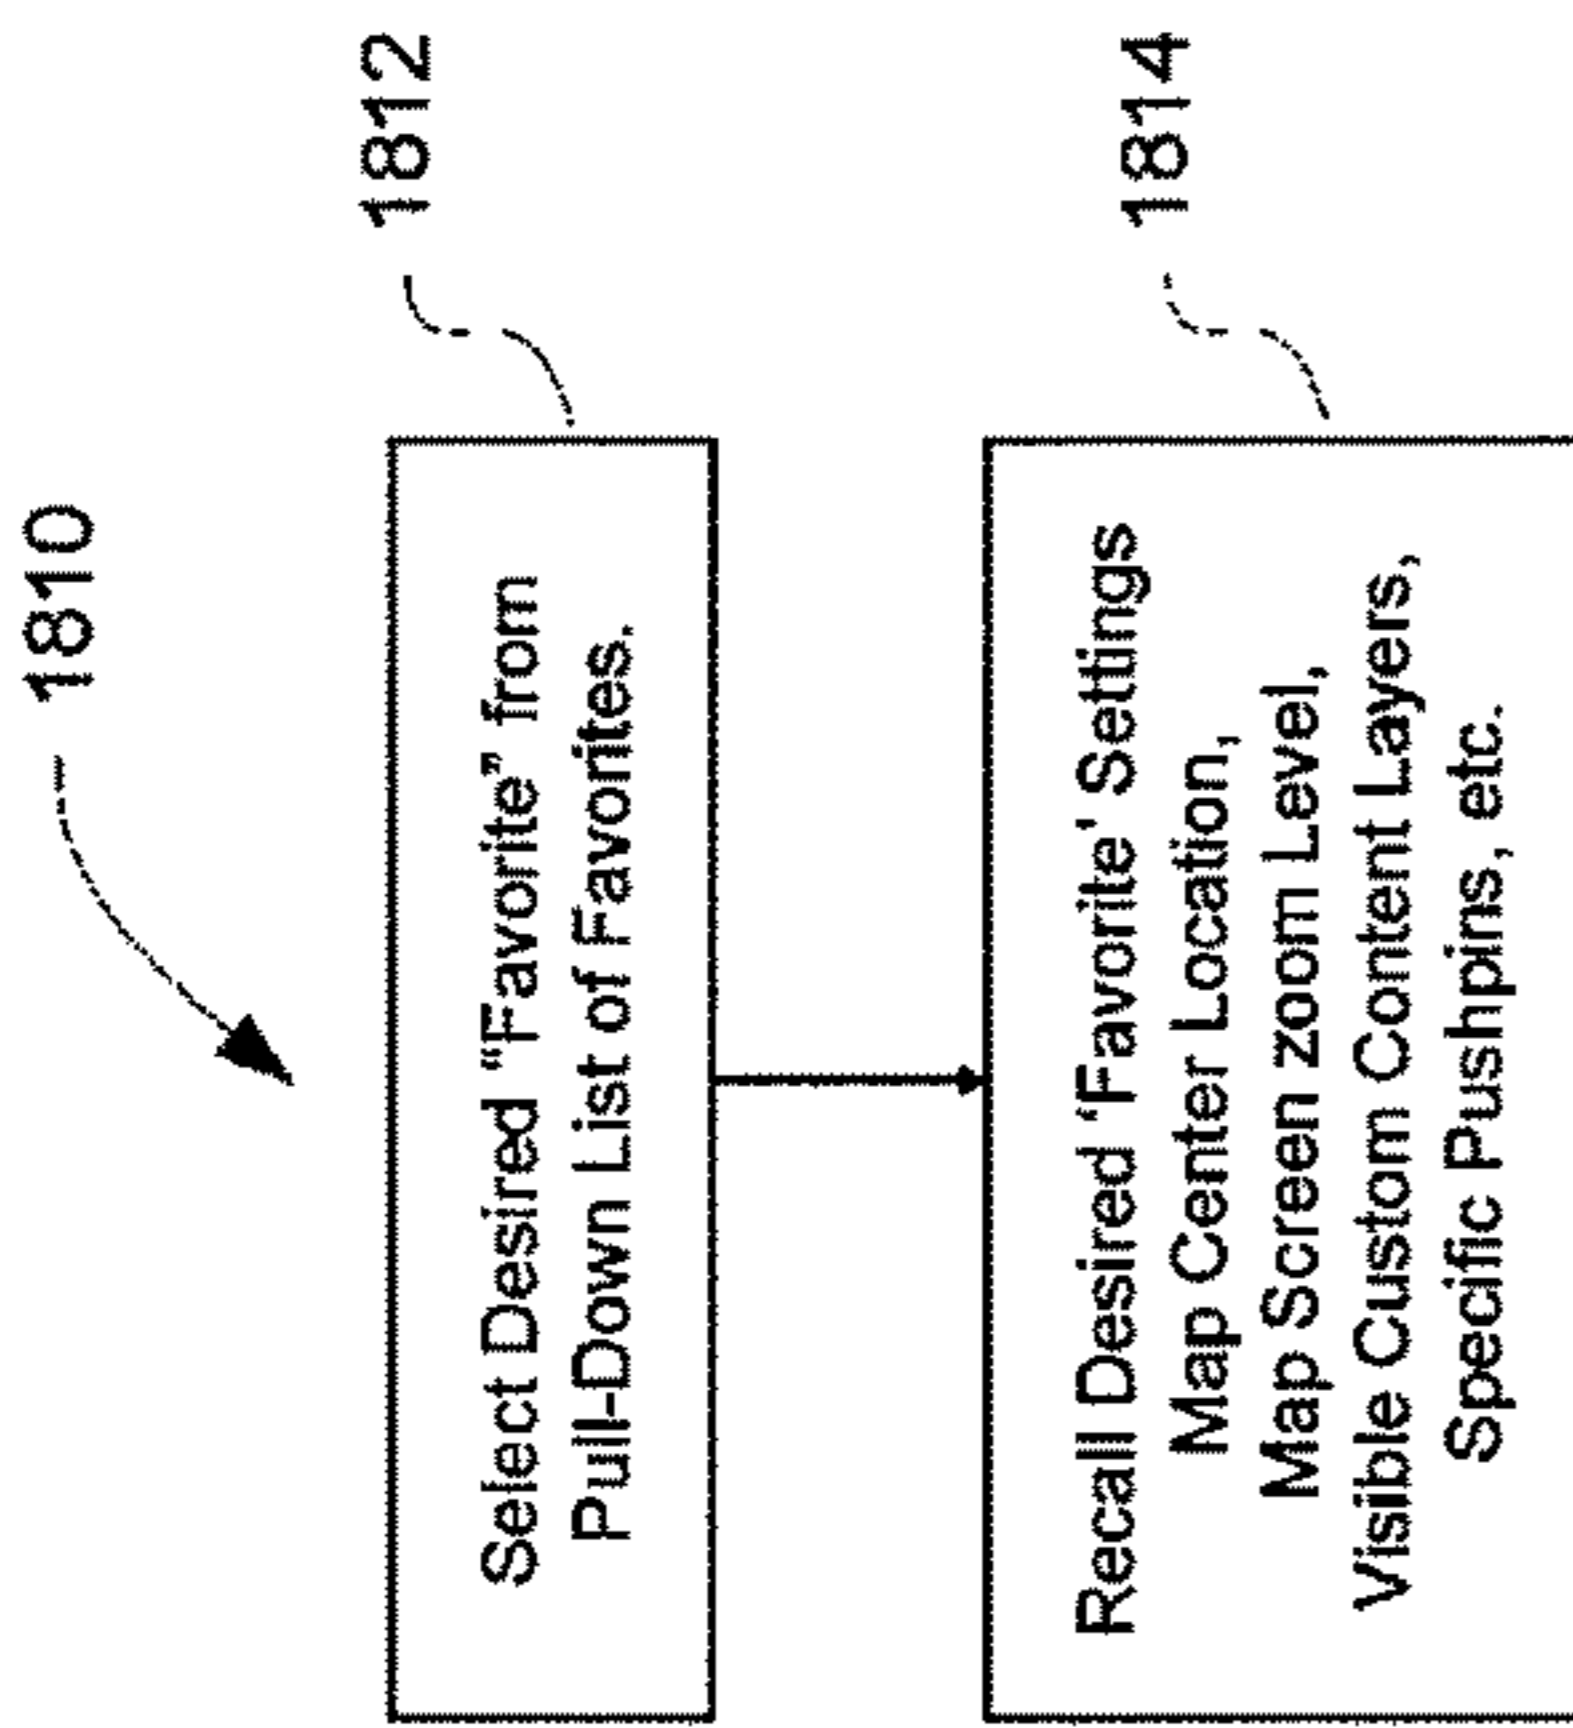 1810
1812
Select Desired “Favorite” from
Pull-Down List of Favorites.
1814
Recall Desired ‘Favorite' Settings
Map Center Location,
Map Screen zoom Level,
Visible Custom Content Layers,
Specific Pushpins, etc.